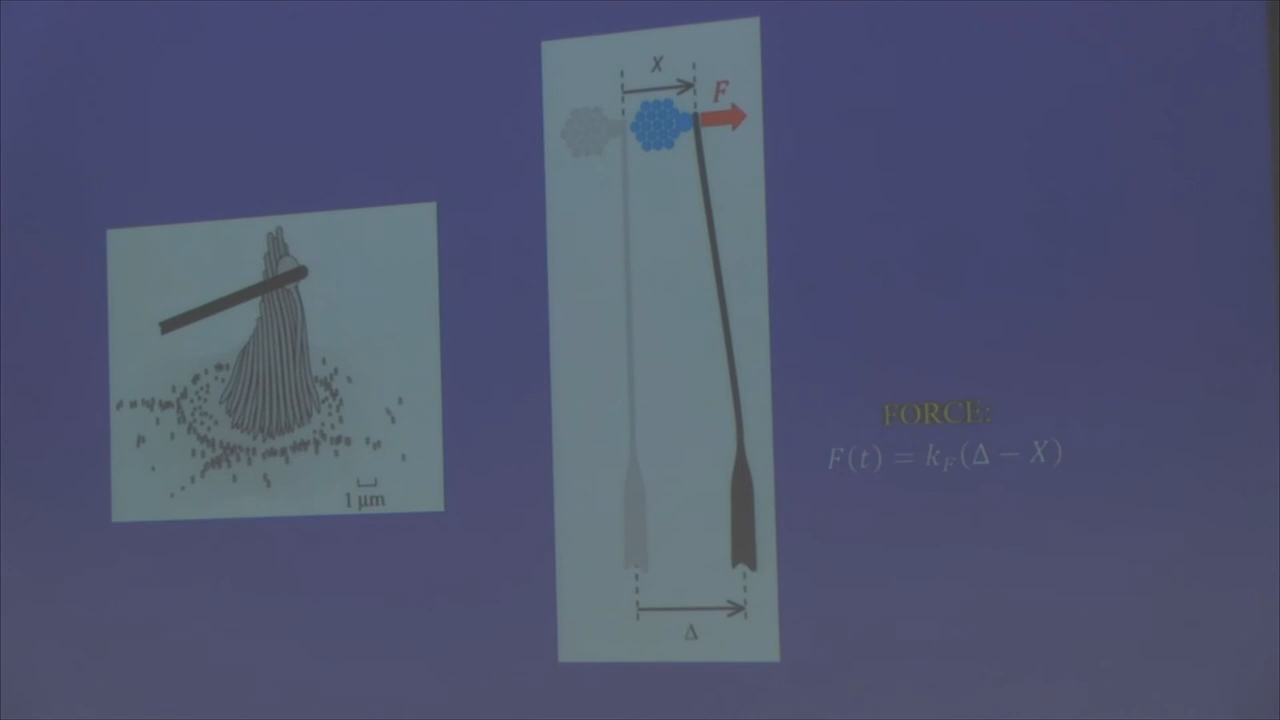 X
F
1 μm
Δ
FORCE:
F(t) = k_F(Δ − X)